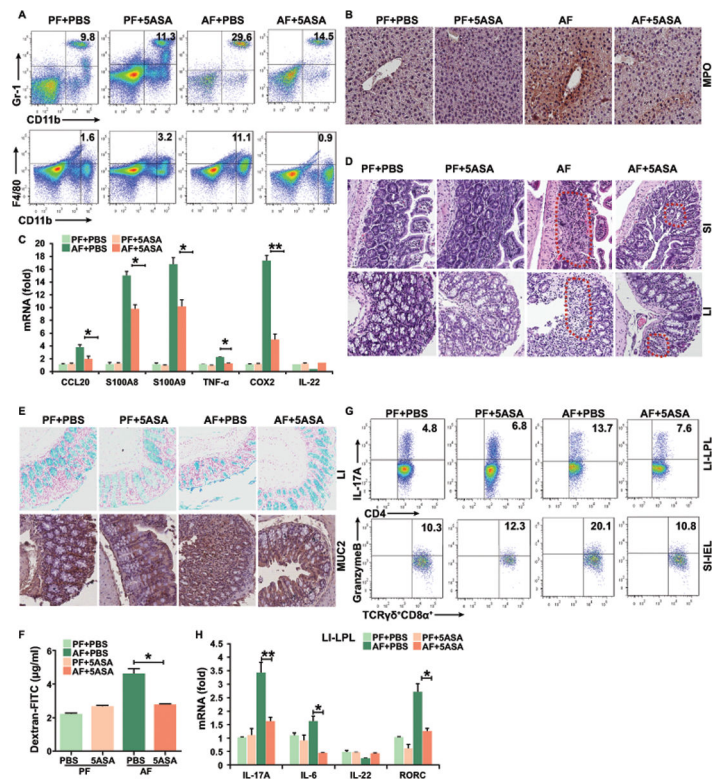 A
PF+PBS PF+5ASA AF+PBS AF+5ASA
9.8 11.3 29.6 14.5
Gr-1
CD11b
1.6 3.2 11.1 0.9
F4/80
CD11b
B
PF+PBS PF+5ASA AF AF+5ASA
MPO
C
PF+PBS PF+5ASA
AF+PBS AF+5ASA
mRNA (fold)
18
16
14
12
10
8
6
4
2
0
* * * * **
CCL20 S100A8 S100A9 TNF-α COX2 IL-22
D
PF+PBS PF+5ASA AF AF+5ASA
SI
LI
E
PF+PBS PF+5ASA AF+PBS AF+5ASA
LI
MUC2
F
PF+PBS
AF+PBS
PF+5ASA
AF+5ASA
Dextran-FITC (μg/ml)
5
4
3
2
1
0
*
PBS 5ASA PBS 5ASA
PF AF
G
PF+PBS PF+5ASA AF+PBS AF+5ASA
4.8 6.8 13.7 7.6
IL-17A
LI-LPL
CD4
10.3 12.3 20.1 10.8
GranzymeB
SI-IEL
TCRγδ⁺CD8α⁺
H
LI-LPL
PF+PBS PF+5ASA
AF+PBS AF+5ASA
mRNA (fold)
4.5
4
3.5
3
2.5
2
1.5
1
0.5
0
** * *
IL-17A IL-6 IL-22 RORC